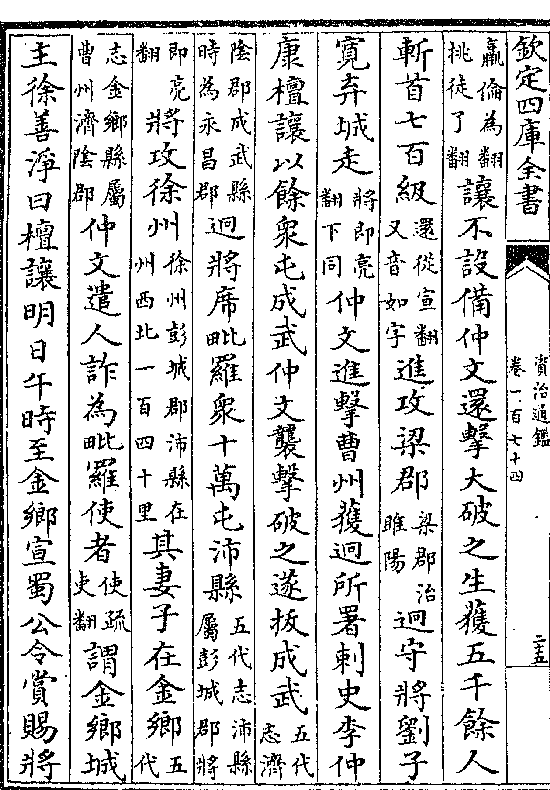 欽定四庫全書
資治通鑑
卷一百七十四
二五
羸倫為翻挑徒了翻讓不設備仲文還擊大破之生獲五千餘人
斬首七百級還從宣翻又音如字進攻梁郡梁郡治睢陽迥守將劉子
寛弃城走將即亮翻下同仲文進擊曹州獲迥所署刺史李仲
康檀讓以餘衆屯成武仲文襲擊破之遂拔成武五代志濟
陰郡成武縣時為永昌郡迥將席毗羅衆十萬屯沛縣五代志沛縣屬彭城郡將
即亮翻將攻徐州徐州彭城郡沛縣在州西北一百四十里其妻子在金鄉五代
志金鄉縣屬曹州濟陰郡仲文遣人詐為毗羅使者使疏吏翻謂金鄉城
主徐善淨曰檀讓明日午時至金鄉宣蜀公令賞賜將